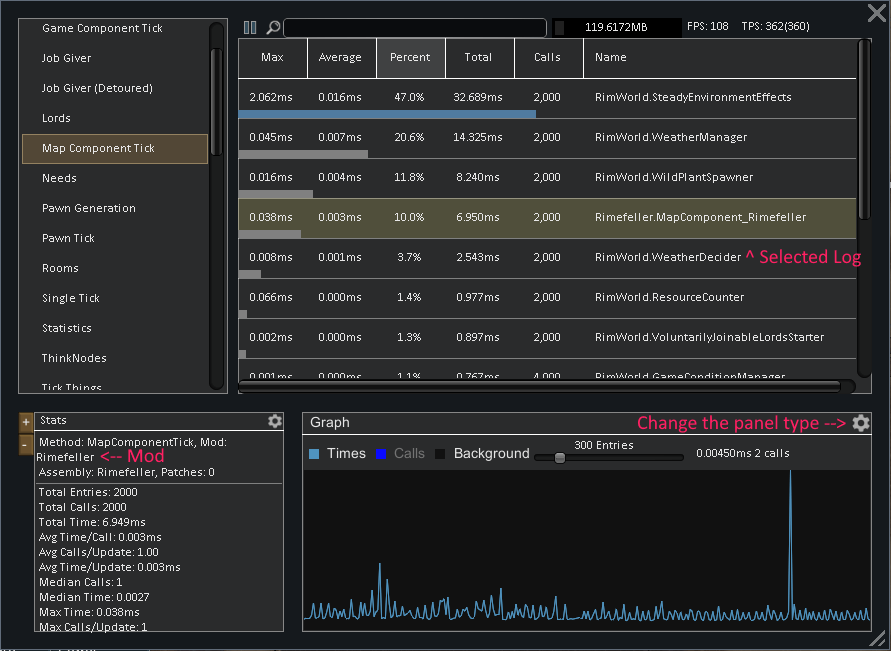 119.6172MB FPS: 108 TPS: 362(360)
Game Component Tick
Job Giver
Job Giver (Detoured)
Lords
Map Component Tick
Needs
Pawn Generation
Pawn Tick
Rooms
Single Tick
Statistics
ThinkNodes
Tick Things
Max Average Percent Total Calls Name
2.062ms 0.016ms 47.0% 32.689ms 2,000 RimWorld.SteadyEnvironmentEffects
0.045ms 0.007ms 20.6% 14.325ms 2,000 RimWorld.WeatherManager
0.016ms 0.004ms 11.8% 8.240ms 2,000 RimWorld.WildPlantSpawner
0.038ms 0.003ms 10.0% 6.950ms 2,000 Rimefeller.MapComponent_Rimefeller
0.008ms 0.001ms 3.7% 2.543ms 2,000 RimWorld.WeatherDecider ^ Selected Log
0.066ms 0.000ms 1.4% 0.977ms 2,000 RimWorld.ResourceCounter
0.002ms 0.000ms 1.3% 0.897ms 2,000 RimWorld.VoluntarilyJoinableLordsStarter
0.001ms 0.000ms 1.1% 0.767ms 4,000 RimWorld.GameConditionManager
+ Stats
-
Method: MapComponentTick, Mod:
Rimefeller <-- Mod
Assembly: Rimefeller, Patches: 0
Total Entries: 2000
Total Calls: 2000
Total Time: 6.949ms
Avg Time/Call: 0.003ms
Avg Calls/Update: 1.00
Avg Time/Update: 0.003ms
Median Calls: 1
Median Time: 0.0027
Max Time: 0.038ms
Max Calls/Update: 1
Graph Change the panel type -->
Times Calls Background 300 Entries 0.00450ms 2 calls